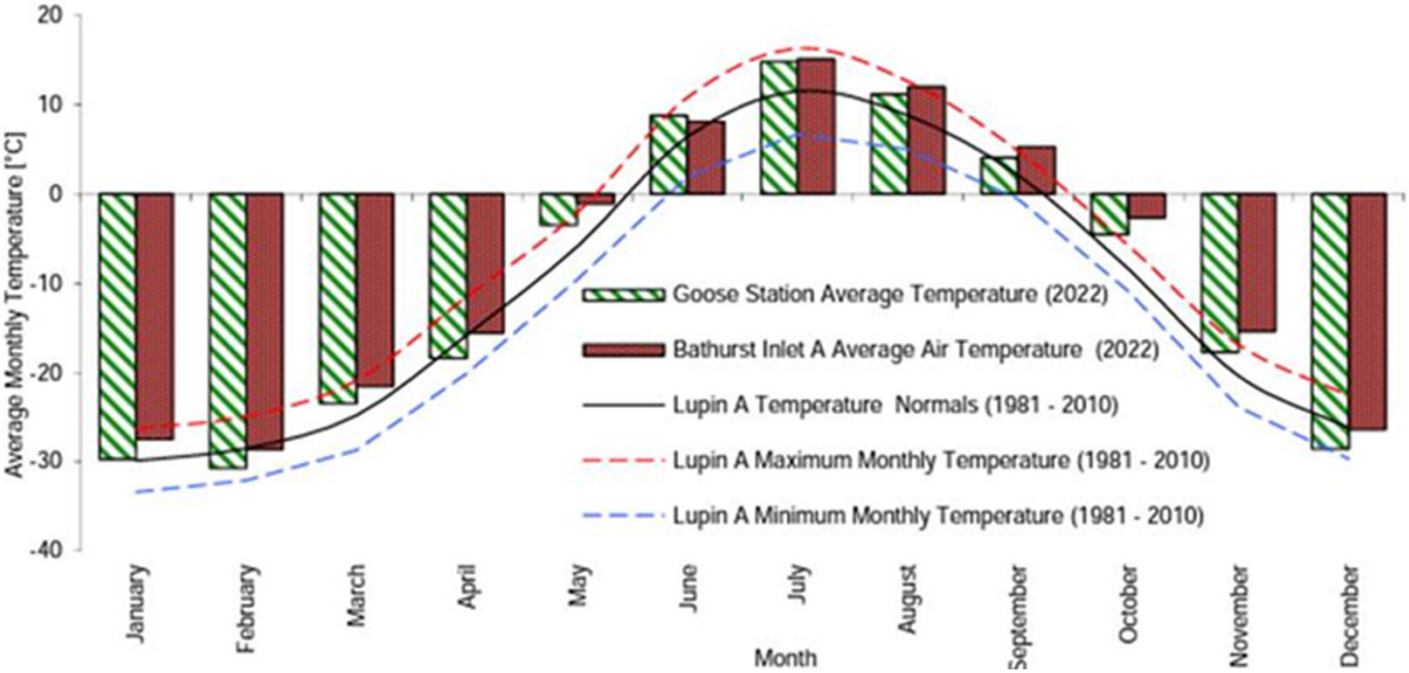 Average Monthly Temperature [°C]
20
10
0
-10
-20
-30
-40
Goose Station Average Temperature (2022)
Bathurst Inlet A Average Air Temperature (2022)
Lupin A Temperature Normals (1981 - 2010)
Lupin A Maximum Monthly Temperature (1981 - 2010)
Lupin A Minimum Monthly Temperature (1981 - 2010)
January
February
March
April
May
June
July
August
September
October
November
December
Month